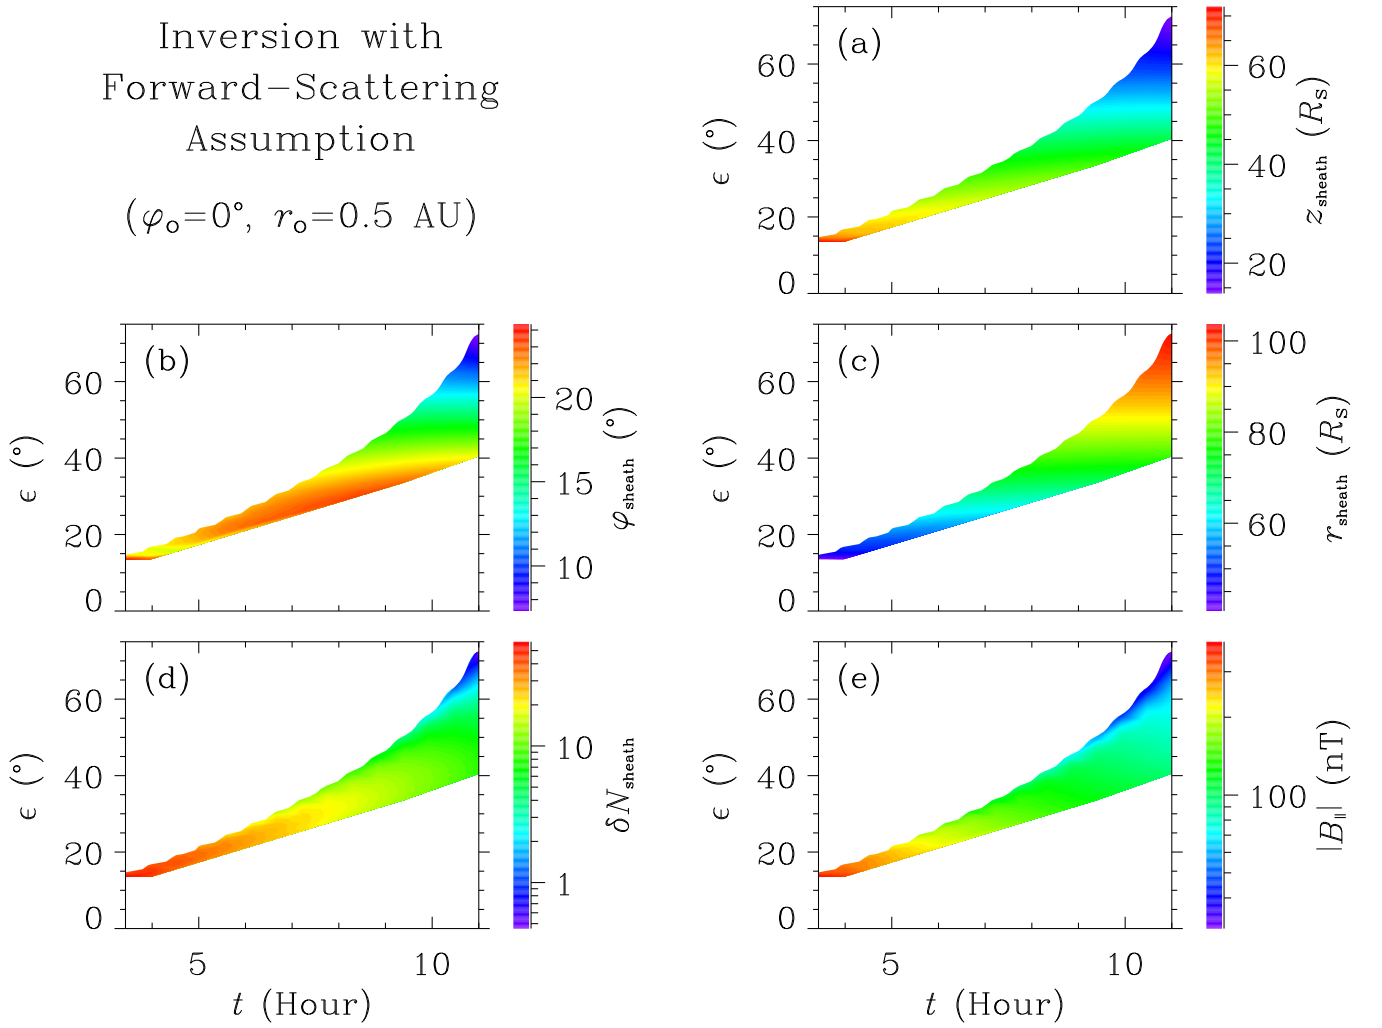 Inversion with
Forward−Scattering
Assumption
(φo=0°, ro=0.5 AU)
(a)
60
40
20
0
ϵ (°)
60
40
20
zsheath (RS)
(b)
60
40
20
0
ϵ (°)
20
15
10
φsheath (°)
(c)
60
40
20
0
ϵ (°)
100
80
60
rsheath (RS)
(d)
60
40
20
0
ϵ (°)
5
10
t (Hour)
10
1
δNsheath
(e)
60
40
20
0
ϵ (°)
5
10
t (Hour)
100
|B∥| (nT)